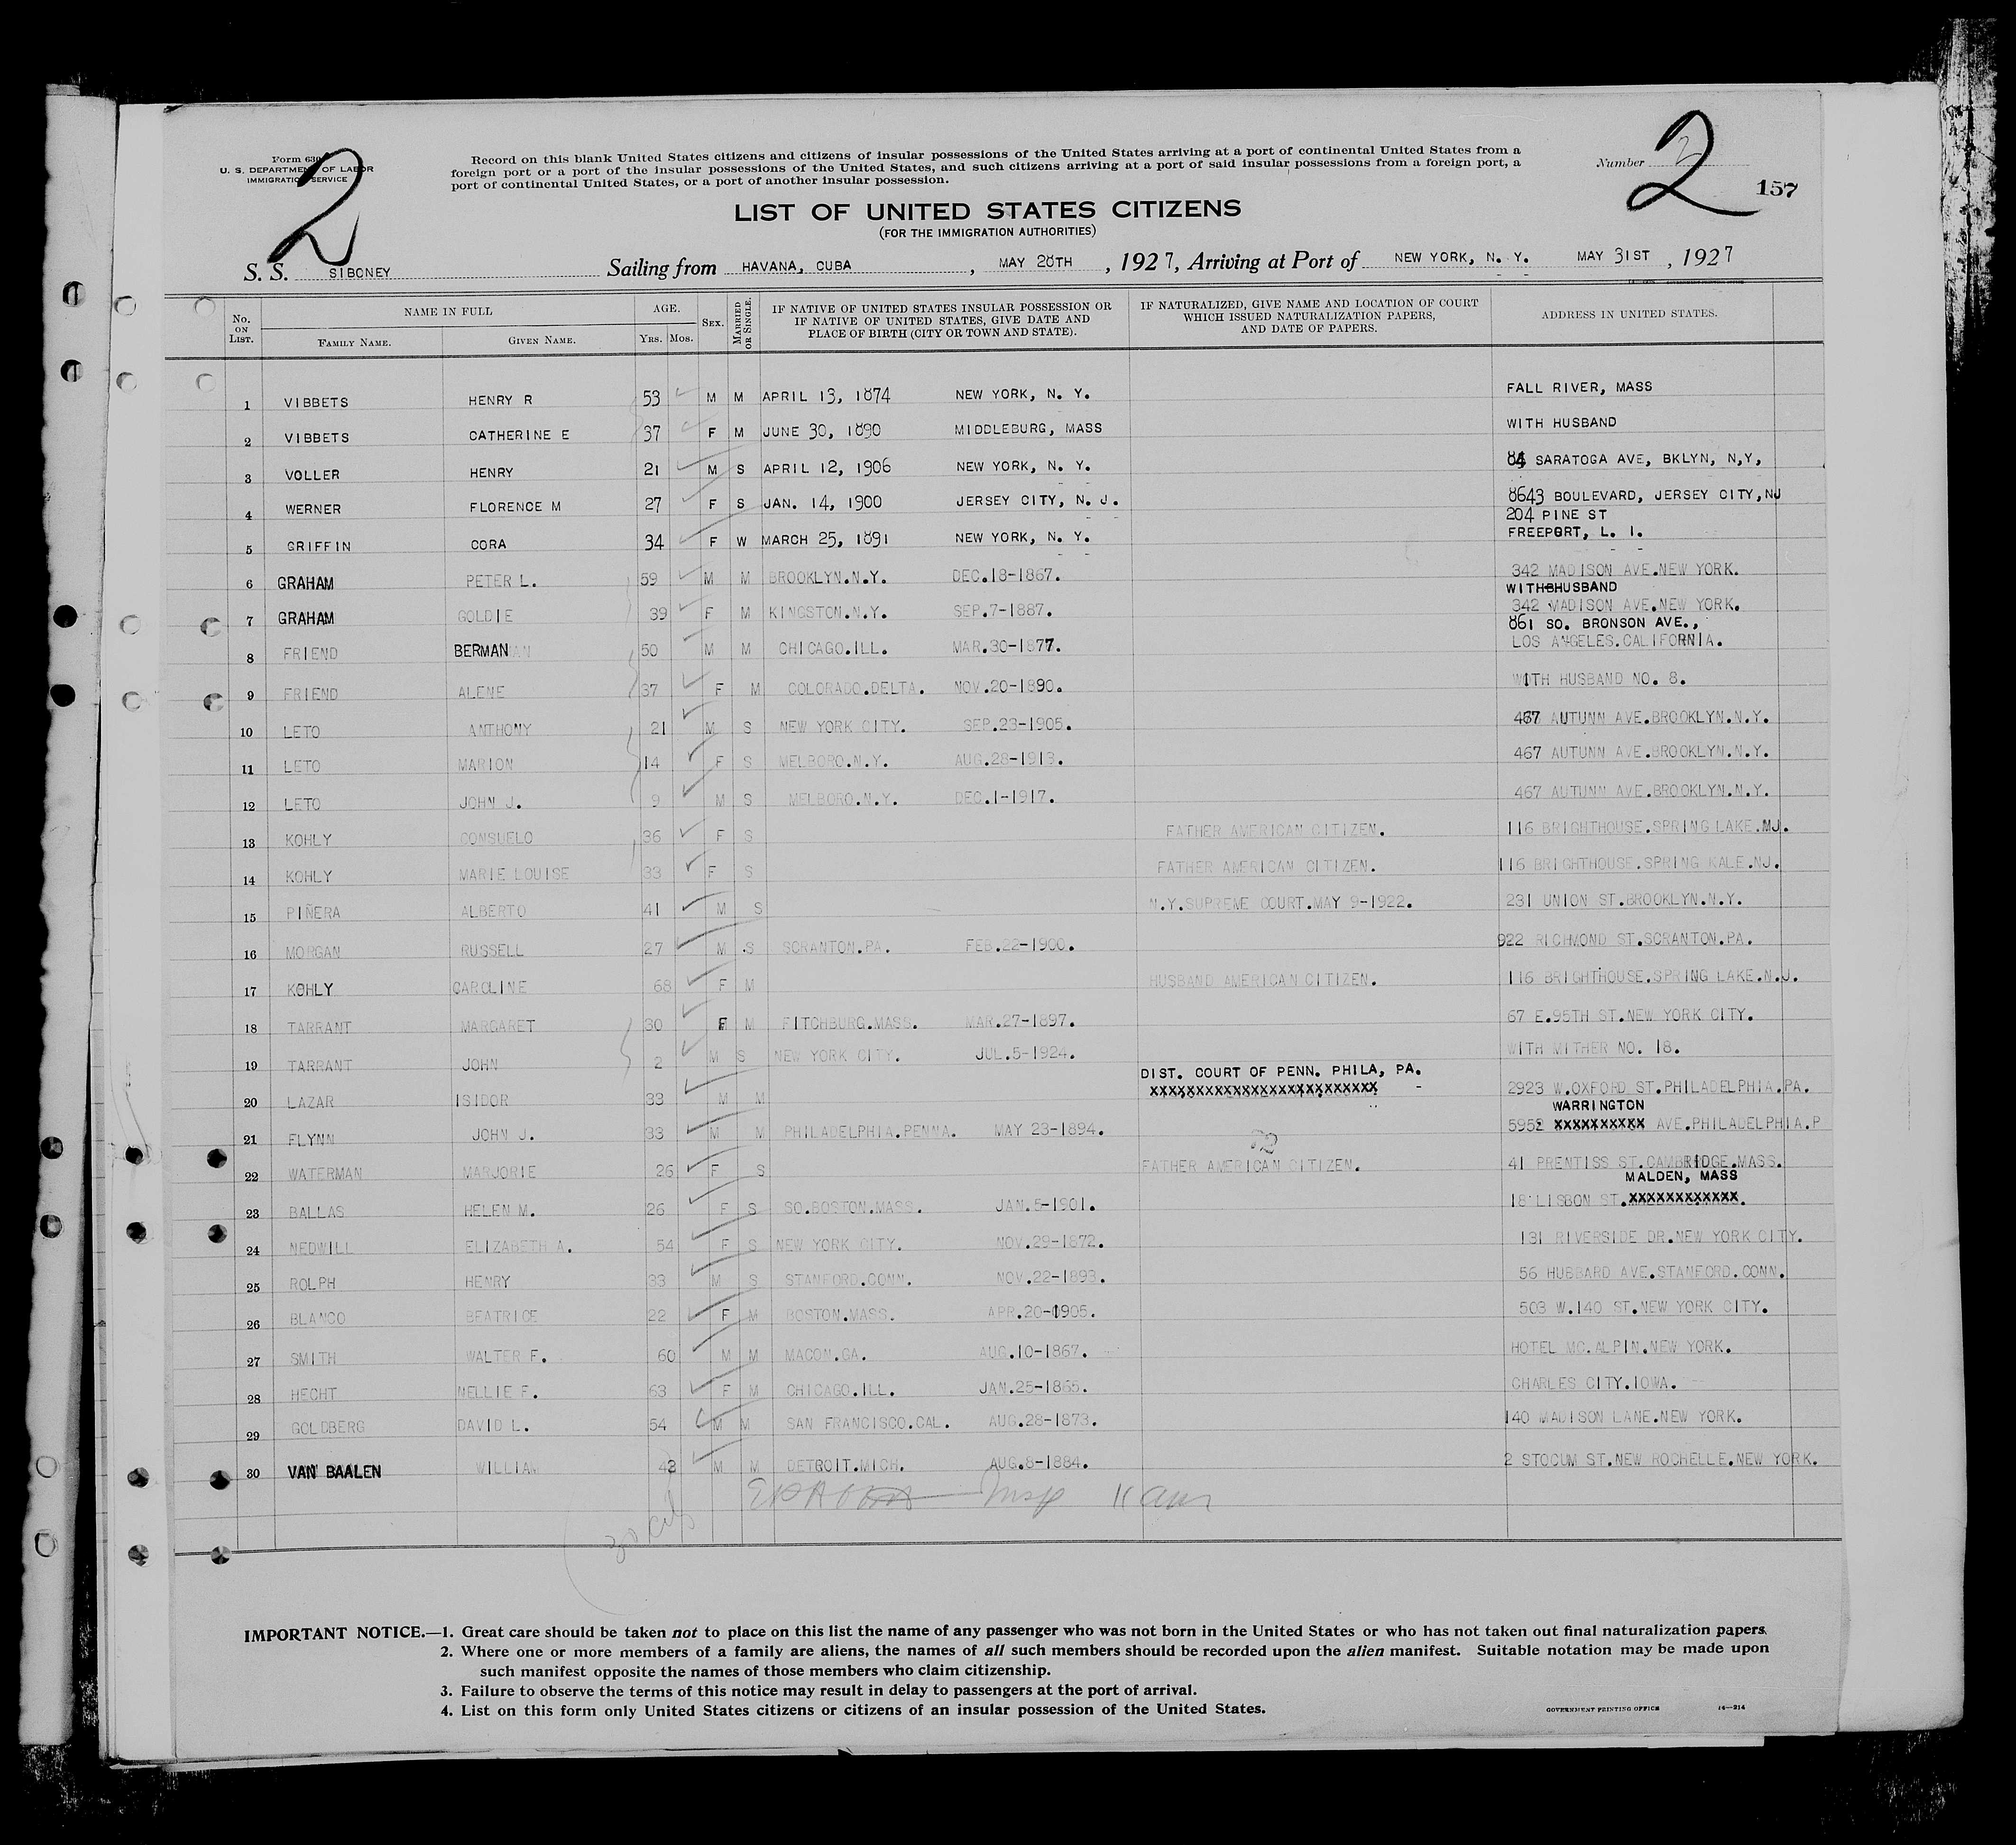 Form 630
U. S. DEPARTMENT OF LABOR
IMMIGRATION SERVICE
2
Record on this blank United States citizens and citizens of insular possessions of the United States arriving at a port of continental United States from a
foreign port or a port of the insular possessions of the United States, and such citizens arriving at a port of said insular possessions from a foreign port, a
port of continental United States, or a port of another insular possession.
Number 2
2
157
LIST OF UNITED STATES CITIZENS
(FOR THE IMMIGRATION AUTHORITIES)
S. S. SIBONEY Sailing from HAVANA, CUBA, MAY 28TH, 1927, Arriving at Port of NEW YORK, N. Y. MAY 31ST, 1927
No. ON LIST. NAME IN FULL FAMILY NAME. GIVEN NAME. AGE. YRS. MOS. SEX. MARRIED OR SINGLE. IF NATIVE OF UNITED STATES INSULAR POSSESSION OR IF NATIVE OF UNITED STATES, GIVE DATE AND PLACE OF BIRTH (CITY OR TOWN AND STATE). IF NATURALIZED, GIVE NAME AND LOCATION OF COURT WHICH ISSUED NATURALIZATION PAPERS, AND DATE OF PAPERS. ADDRESS IN UNITED STATES.
1 VIBBETS HENRY R 53 M M APRIL 13, 1874 NEW YORK, N. Y. FALL RIVER, MASS
2 VIBBETS CATHERINE E 37 F M JUNE 30, 1890 MIDDLEBURG, MASS WITH HUSBAND
3 VOLLER HENRY 21 M S APRIL 12, 1906 NEW YORK, N. Y. 84 SARATOGA AVE, BKLYN, N,Y,
4 WERNER FLORENCE M 27 F S JAN. 14, 1900 JERSEY CITY, N. J. 8643 BOULEVARD, JERSEY CITY,NJ
5 GRIFFIN CORA 34 F W MARCH 25, 1891 NEW YORK, N. Y. 204 PINE ST FREEPORT, L. I.
6 GRAHAM PETER L. 59 M M BROOKLYN.N.Y. DEC.18-1867. 342 MADISON AVE.NEW YORK.
7 GRAHAM GOLDIE 39 F M KINGSTON.N.Y. SEP.7-1887. WITH HUSBAND 342 MADISON AVE.NEW YORK.
8 FRIEND BERMAN 50 M M CHICAGO.ILL. MAR.30-1877. 861 SO. BRONSON AVE., LOS ANGELES.CALIFORNIA.
9 FRIEND ALENE 37 F M COLORADO.DELTA. NOV.20-1890. WITH HUSBAND NO. 8.
10 LETO ANTHONY 21 M S NEW YORK CITY. SEP.23-1905. 467 AUTUNN AVE.BROOKLYN.N.Y.
11 LETO MARION 14 F S MELBORO.N.Y. AUG.28-1913. 467 AUTUNN AVE.BROOKLYN.N.Y.
12 LETO JOHN J. 9 M S MELBORO.N.Y. DEC.1-1917. 467 AUTUNN AVE.BROOKLYN.N.Y.
13 KOHLY CONSUELO 36 F S FATHER AMERICAN CITIZEN. 116 BRIGHTHOUSE.SPRING LAKE.NJ.
14 KOHLY MARIE LOUISE 33 F S FATHER AMERICAN CITIZEN. 116 BRIGHTHOUSE.SPRING KALE.NJ.
15 PIÑERA ALBERTO 41 M S N.Y.SUPREME COURT.MAY 9-1922. 231 UNION ST.BROOKLYN.N.Y.
16 MORGAN RUSSELL 27 M S SCRANTON.PA. FEB.22-1900. 922 RICHMOND ST.SCRANTON.PA.
17 KOHLY CAROLINE 68 F M HUSBAND AMERICAN CITIZEN. 116 BRIGHTHOUSE.SPRING LAKE.N.J.
18 TARRANT MARGARET 30 F M FITCHBURG.MASS. MAR.27-1897. 67 E.95TH ST.NEW YORK CITY.
19 TARRANT JOHN 2 M S NEW YORK CITY. JUL.5-1924. WITH MITHER NO. 18.
20 LAZAR ISIDOR 33 M M DIST. COURT OF PENN. PHILA, PA. XXXXXXXXXXXXXXXXXXXXXXXXX 2923 W.OXFORD ST.PHILADELPHIA.PA.
21 FLYNN JOHN J. 33 M M PHILADELPHIA.PENNA. MAY 23-1894. 5952 WARRINGTON XXXXXXXXXX AVE.PHILADELPHIA.P
22 WATERMAN MARJORIE 26 F S FATHER AMERICAN CITIZEN. 41 PRENTISS ST.CAMBRIDGE.MASS.
23 BALLAS HELEN M. 26 F S SO.BOSTON.MASS. JAN.5-1901. MALDEN, MASS 18 LISBON ST.XXXXXXXXXXXX.
24 NEDWILL ELIZABETH A. 54 F S NEW YORK CITY. NOV.29-1872. 131 RIVERSIDE DR.NEW YORK CITY.
25 ROLPH HENRY 33 M S STANFORD.CONN. NOV.22-1893. 56 HUBBARD AVE.STANFORD.CONN.
26 BLANCO BEATRICE 22 F M BOSTON.MASS. APR.20-1905. 503 W.140 ST.NEW YORK CITY.
27 SMITH WALTER F. 60 M M MACON.GA. AUG.10-1867. HOTEL MC.ALPIN.NEW YORK.
28 HECHT NELLIE F. 63 F M CHICAGO.ILL. JAN.25-1865. CHARLES CITY.IOWA.
29 GOLDBERG DAVID L. 54 M M SAN FRANCISCO.CAL. AUG.28-1873. 140 MADISON LANE.NEW YORK.
30 VAN BAALEN WILLIAM 42 M M DETROIT.MICH. AUG.8-1884. 2 STOCUM ST.NEW ROCHELLE.NEW YORK.
Insp 11 am
30
IMPORTANT NOTICE.—1. Great care should be taken not to place on this list the name of any passenger who was not born in the United States or who has not taken out final naturalization papers.
2. Where one or more members of a family are aliens, the names of all such members should be recorded upon the alien manifest. Suitable notation may be made upon
such manifest opposite the names of those members who claim citizenship.
3. Failure to observe the terms of this notice may result in delay to passengers at the port of arrival.
4. List on this form only United States citizens or citizens of an insular possession of the United States.
GOVERNMENT PRINTING OFFICE 14—214